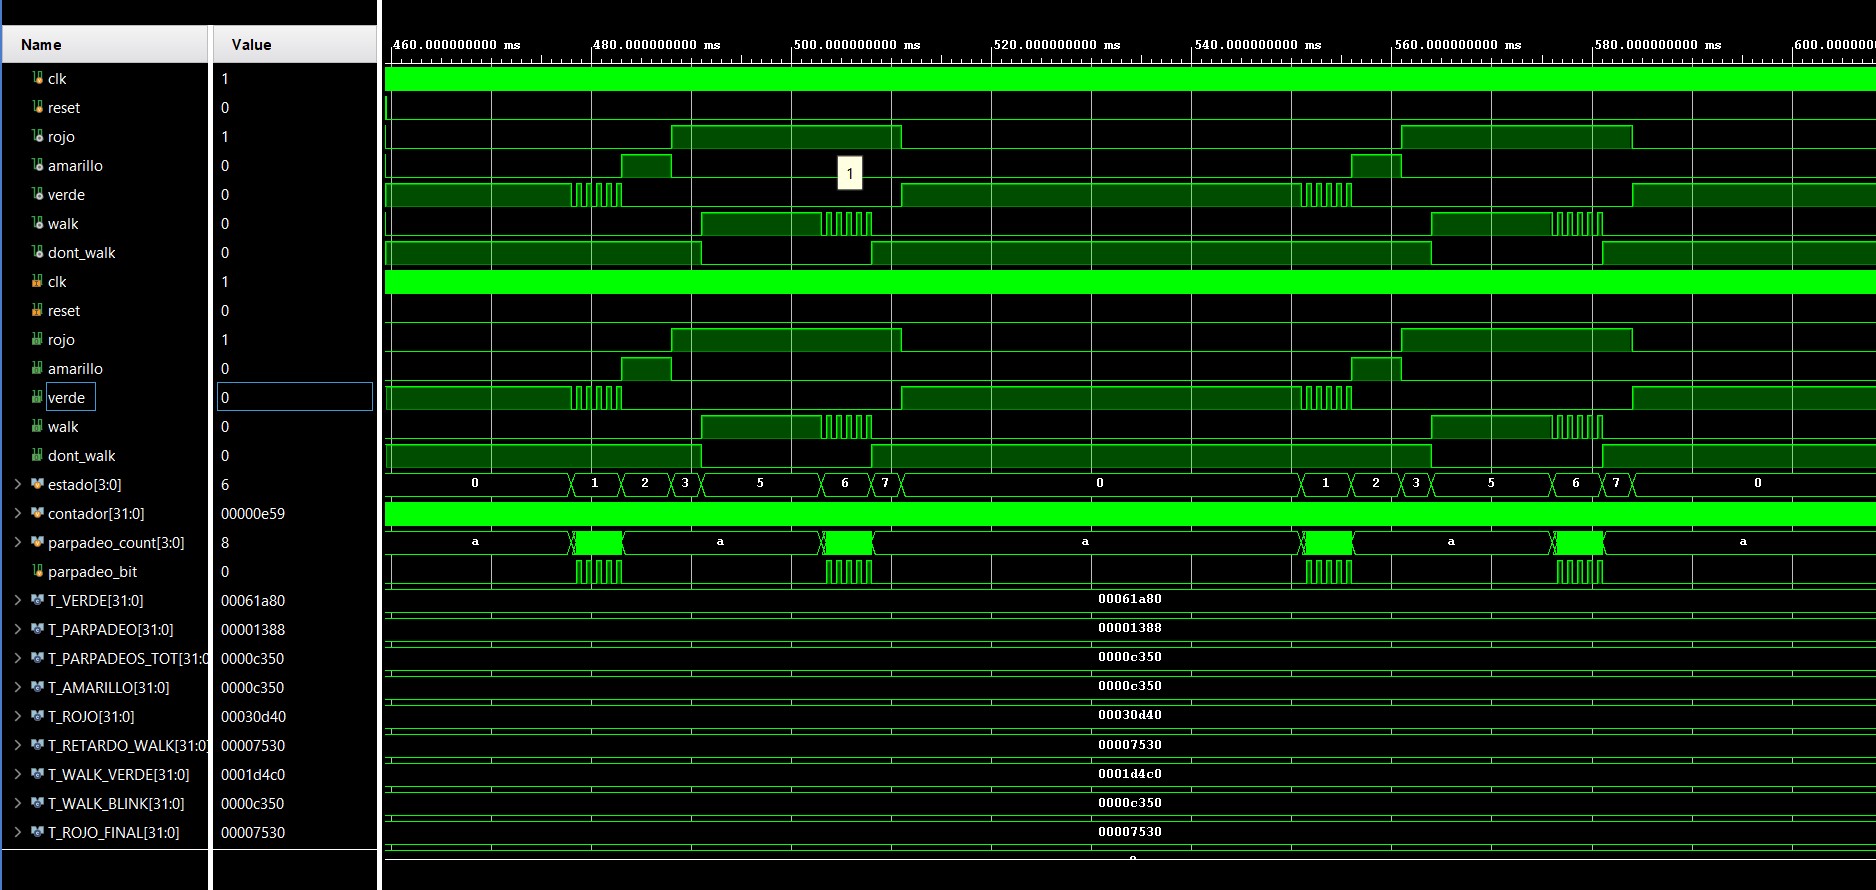 Name Value
460.000000000 ms 480.000000000 ms 500.000000000 ms 520.000000000 ms 540.000000000 ms 560.000000000 ms 580.000000000 ms
clk 1
reset 0
rojo 1
amarillo 0 1
verde 0
walk 0
dont_walk 0
clk 1
reset 0
rojo 1
amarillo 0
verde 0
walk 0
dont_walk 0
estado[3:0] 6 0 1 2 3 5 6 7 0 1 2 3 5 6 7 0
contador[31:0] 00000e59
parpadeo_count[3:0] 8 a a a a a
parpadeo_bit 0
T_VERDE[31:0] 00061a80 00061a80
T_PARPADEO[31:0] 00001388 00001388
T_PARPADEOS_TOT[31:0 0000c350 0000c350
T_AMARILLO[31:0] 0000c350 0000c350
T_ROJO[31:0] 00030d40 00030d40
T_RETARDO_WALK[31:0] 00007530 00007530
T_WALK_VERDE[31:0] 0001d4c0 0001d4c0
T_WALK_BLINK[31:0] 0000c350 0000c350
T_ROJO_FINAL[31:0] 00007530 00007530